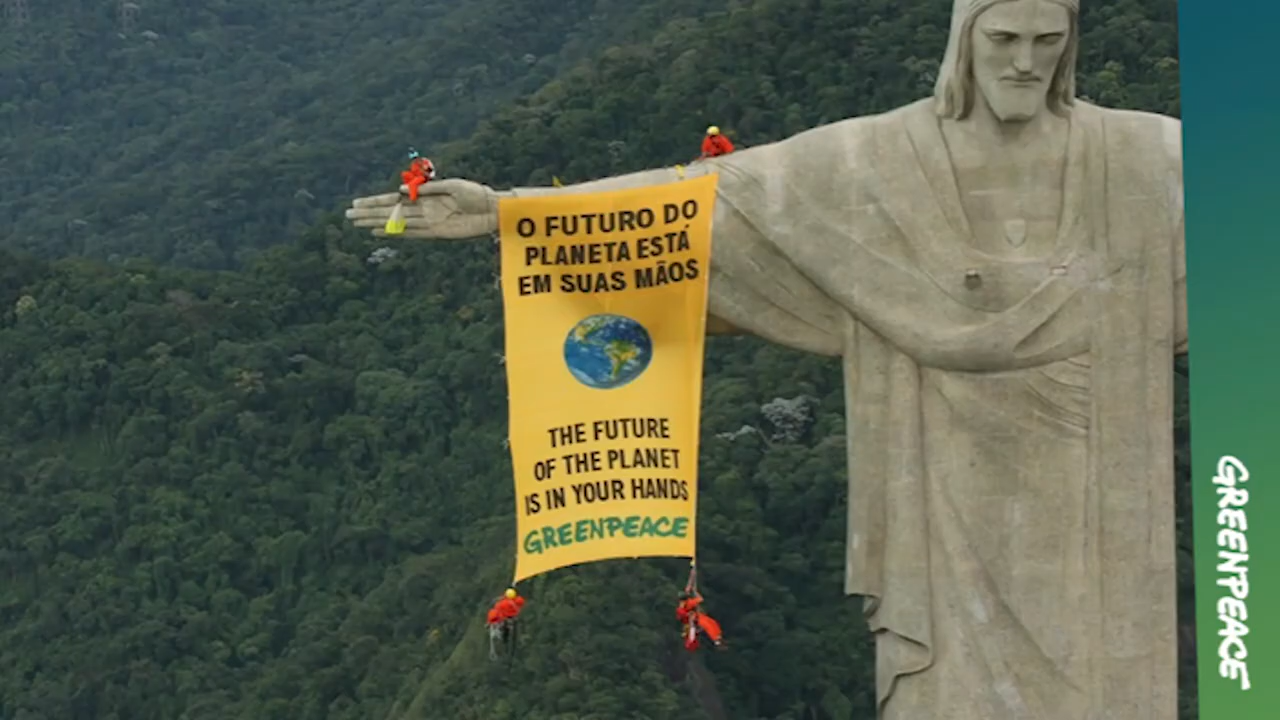 O FUTURO DO
PLANETA ESTÁ
EM SUAS MÃOS
THE FUTURE
OF THE PLANET
IS IN YOUR HANDS
GREENPEACE
GREENPEACE